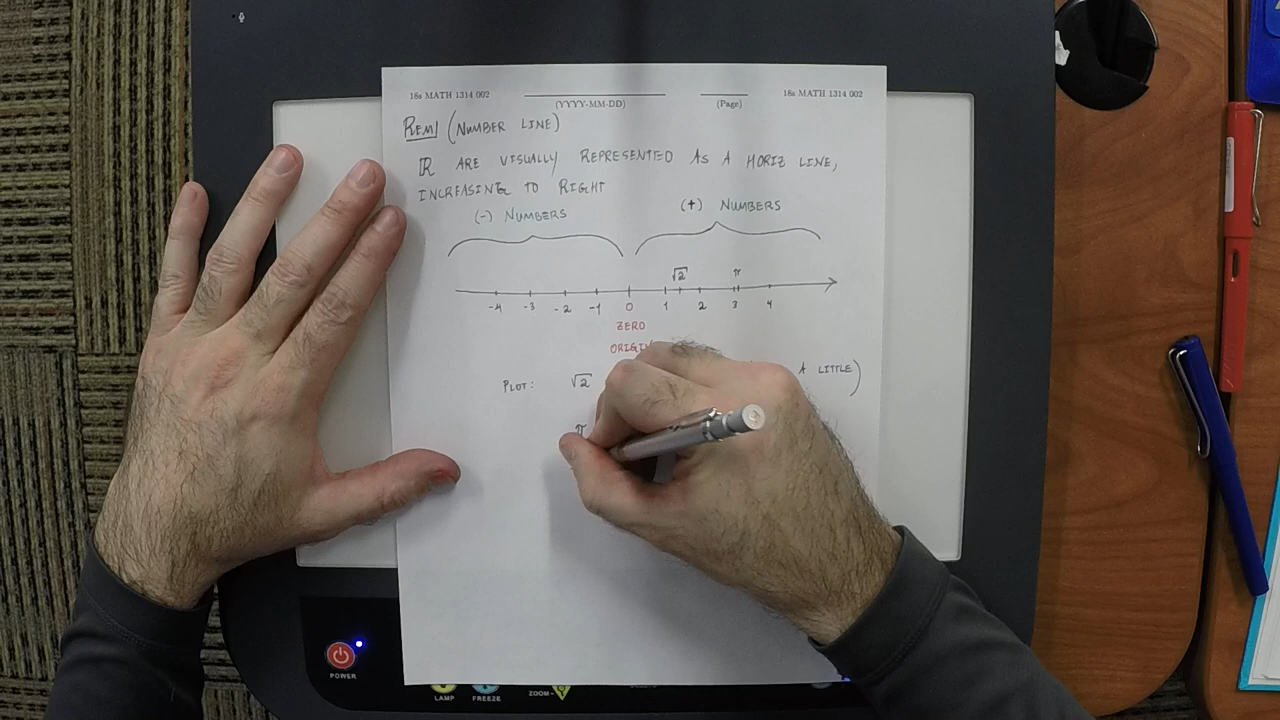 18s MATH 1314 002 (YYYY-MM-DD) (Page) 18s MATH 1314 002
REM (NUMBER LINE)
ℝ ARE VISUALLY REPRESENTED AS A HORIZ LINE,
INCREASING TO RIGHT
(-) NUMBERS (+) NUMBERS
√2 π
-4 -3 -2 -1 0 1 2 3 4
ZERO
ORIGIN
PLOT: √2 A LITTLE)
π
POWER
LAMP FREEZE ZOOM